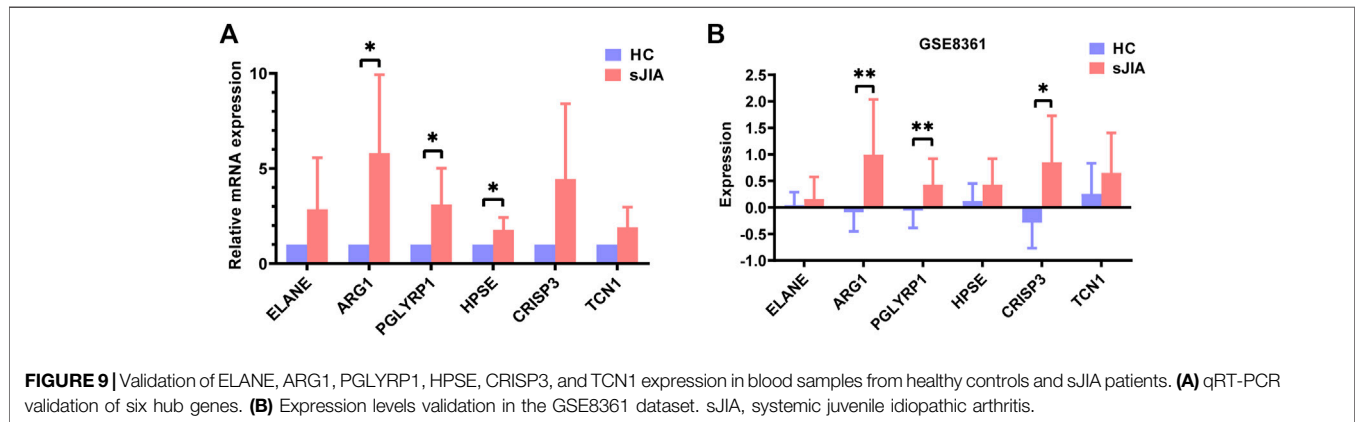 A
HC
sJIA
Relative mRNA expression
10
5
0
*
*
*
ELANE
ARG1
PGLYRP1
HPSE
CRISP3
TCN1
B
GSE8361
HC
sJIA
Expression
2.5
2.0
1.5
1.0
0.5
0.0
-0.5
-1.0
**
**
*
ELANE
ARG1
PGLYRP1
HPSE
CRISP3
TCN1
FIGURE 9 | Validation of ELANE, ARG1, PGLYRP1, HPSE, CRISP3, and TCN1 expression in blood samples from healthy controls and sJIA patients. (A) qRT-PCR
validation of six hub genes. (B) Expression levels validation in the GSE8361 dataset. sJIA, systemic juvenile idiopathic arthritis.